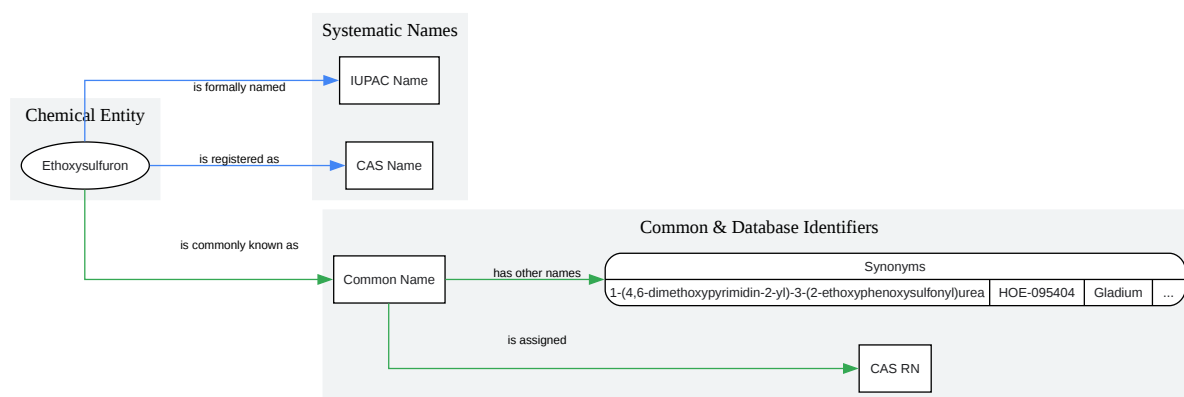 Systematic Names
IUPAC Name
is formally named
Chemical Entity
Ethoxysulfuron
is registered as
CAS Name
Common & Database Identifiers
is commonly known as
Common Name
has other names
Synonyms
1-(4,6-dimethoxypyrimidin-2-yl)-3-(2-ethoxyphenoxysulfonyl)urea HOE-095404 Gladium ...
is assigned
CAS RN